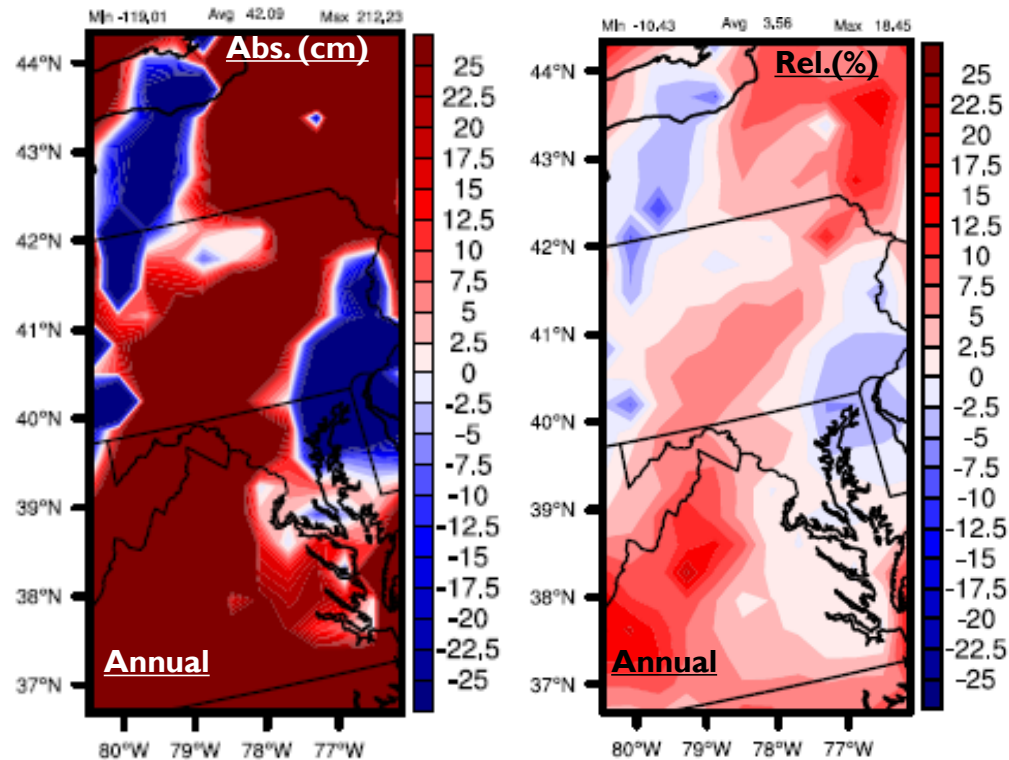 Min -119,01 Avg 42.09 Max 212,23
Abs. (cm)
44°N
43°N
42°N
41°N
40°N
39°N
38°N
37°N
80°W 79°W 78°W 77°W
Annual
25
22.5
20
17.5
15
12.5
10
7.5
5
2.5
0
-2.5
-5
-7.5
-10
-12.5
-15
-17.5
-20
-22.5
-25
Min -10,43 Avg 3,56 Max 18,45
Rel.(%)
44°N
43°N
42°N
41°N
40°N
39°N
38°N
37°N
80°W 79°W 78°W 77°W
Annual
25
22.5
20
17.5
15
12.5
10
7.5
5
2,5
0
-2.5
-5
-7.5
-10
-12.5
-15
-17.5
-20
-22.5
-25